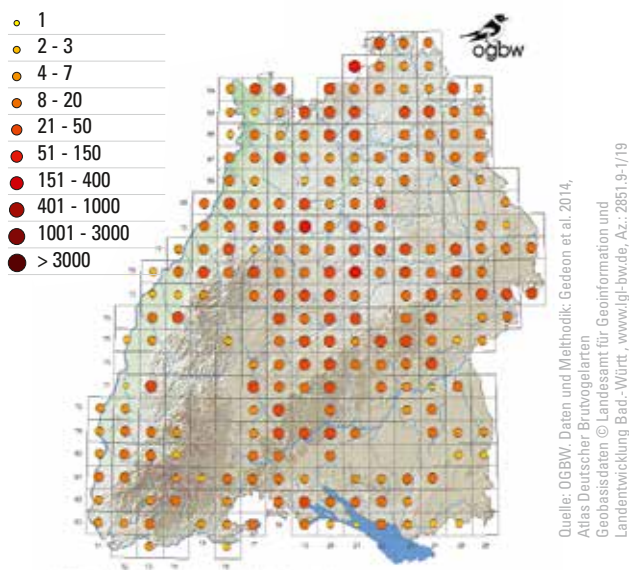 1
2 - 3
4 - 7
8 - 20
21 - 50
51 - 150
151 - 400
401 - 1000
1001 - 3000
> 3000
ogbw
Quelle: OGBW. Daten und Melthodik: Gedeon et al. 2014,
Atlas Deutscher Brutvogelarten
Geobasisdaten © Landesamt für Geoinformation und
Landentwicklung Bad.- Württ., www.lgl-bw.de, Az.: 2851.9-1/19